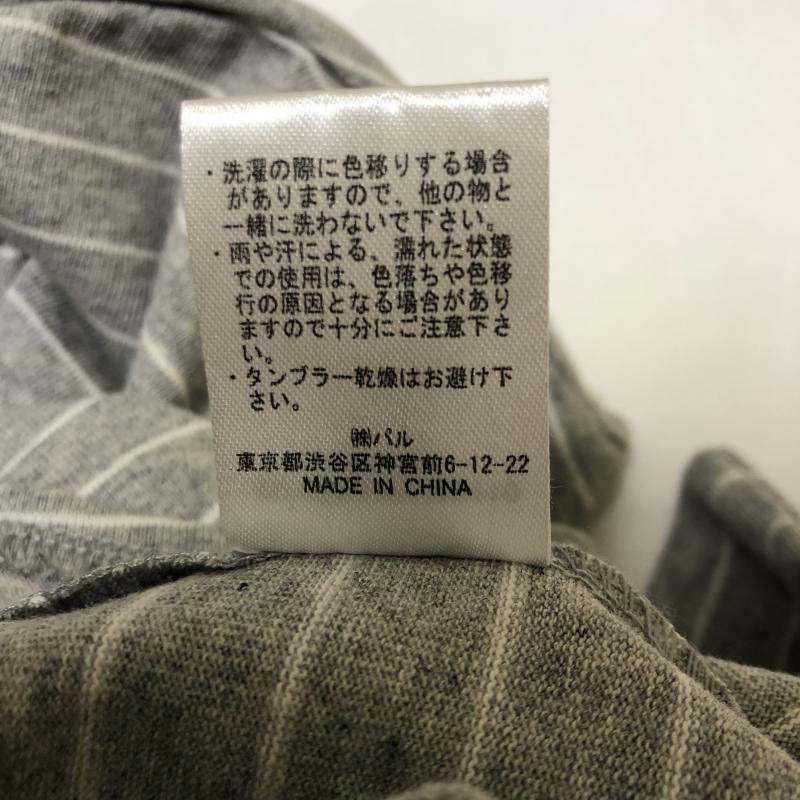 ・洗濯の際に色移りする場合
がありますので、他の物と
一緒に洗わないで下さい。
・雨や汗による、濡れた状態
での使用は、色落ちや色移
行の原因となる場合があり
ますので十分にご注意下さ
い。
・タンブラー乾燥はお避け下
さい。
㈱パル
東京都渋谷区神宮前6-12-22
MADE IN CHINA